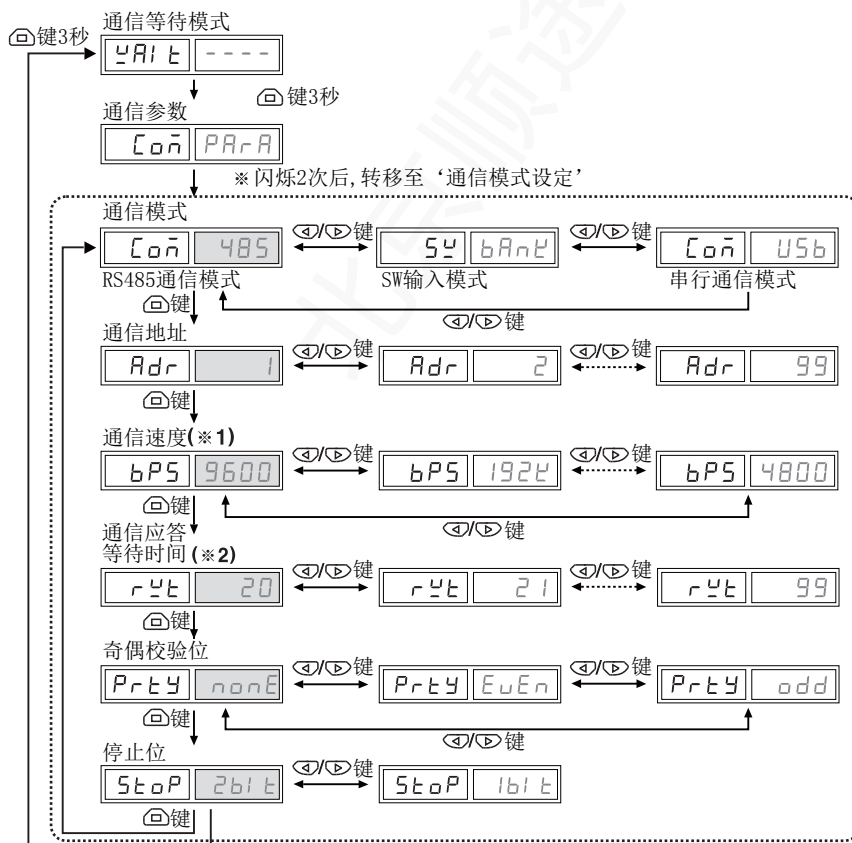 通信等待模式
键3秒
WAIt ----
键3秒
通信参数
Com PArA
※闪烁2次后,转移至‘通信模式设定’
通信模式
Com 485 ◁/▷键 SW bAnK ◁/▷键 Com USb
RS485通信模式 SW输入模式 串行通信模式
键 ◁/▷键
通信地址
Adr 1 ◁/▷键 Adr 2 ◁/▷键 Adr 99
键
通信速度(※1)
bPS 9600 ◁/▷键 bPS 192K ◁/▷键 bPS 4800
键 ◁/▷键
通信应答
等待时间(※2)
rWt 20 ◁/▷键 rWt 21 ◁/▷键 rWt 99
键
奇偶校验位
PrtY nonE ◁/▷键 PrtY EvEn ◁/▷键 PrtY odd
键 ◁/▷键
停止位
StoP 2bIt ◁/▷键 StoP 1bIt
键
北京顺途